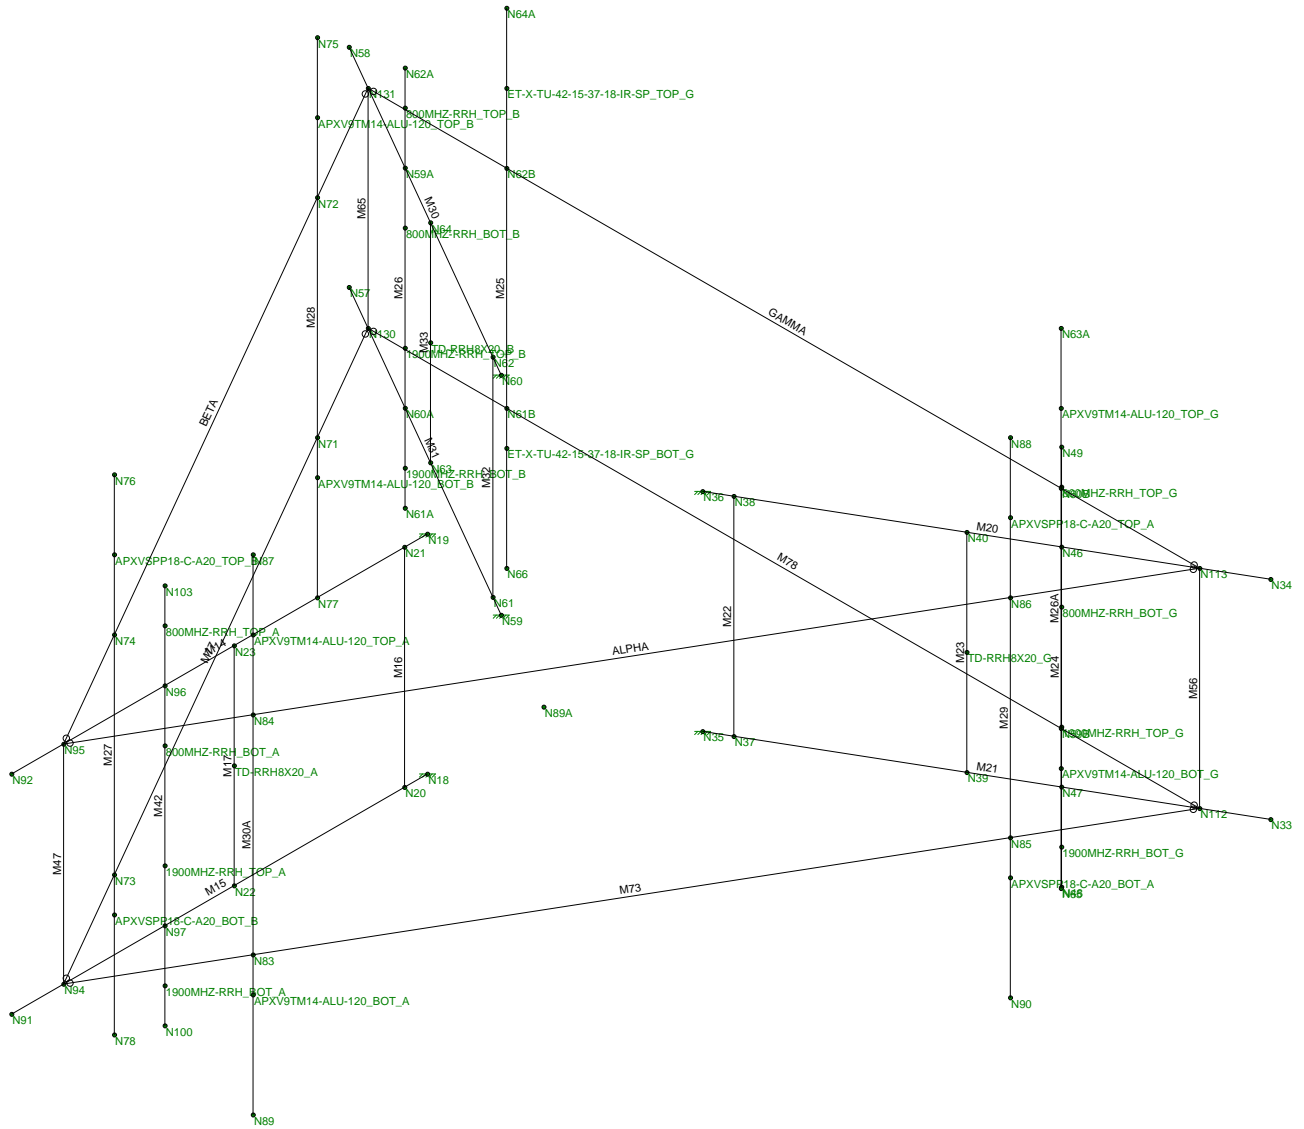 N64A
N75
N58
N62A
N131
ET-X-TU-42-15-37-18-IR-SP_TOP_G
800MHZ-RRH_TOP_B
APXV9TM14-ALU-120_TOP_B
N59A
N62B
N72
M65
M30
N64
800MHZ-RRH_BOT_B
M28
M26
M25
N57
GAMMA
N130
N63A
M33
TD-RRH8X20_B
1900MHZ-RRH_TOP_B
N62
N60
BETA
N60A
N61B
APXV9TM14-ALU-120_TOP_G
N71
N88
M31
N63
M32
ET-X-TU-42-15-37-18-IR-SP_BOT_G
N49
1900MHZ-RRH_BOT_B
N76
APXV9TM14-ALU-120_BOT_B
N36
N38
800MHZ-RRH_TOP_G
N61A
APXVSPP18-C-A20_TOP_A
N19
N21
M20
N40
N46
APXVSPP18-C-A20_TOP_B
N87
M78
N66
N113
N34
N103
N77
N61
N86
M26A
N59
M22
800MHZ-RRH_BOT_G
800MHZ-RRH_TOP_A
N74
APXV9TM14-ALU-120_TOP_A
M14
N23
ALPHA
M16
M23
TD-RRH8X20_G
M24
N96
M56
N84
N89A
M29
N95
M27
800MHZ-RRH_BOT_A
N35
N37
1900MHZ-RRH_TOP_G
M17
TD-RRH8X20_A
N92
N18
N20
M21
N39
APXV9TM14-ALU-120_BOT_G
N47
M42
M30A
N112
N33
M47
N85
1900MHZ-RRH_BOT_G
N73
1900MHZ-RRH_TOP_A
M15
N22
M73
APXVSPP18-C-A20_BOT_A
APXVSPP18-C-A20_BOT_B
N97
N83
N94
1900MHZ-RRH_BOT_A
APXV9TM14-ALU-120_BOT_A
N91
N90
N78
N100
N89